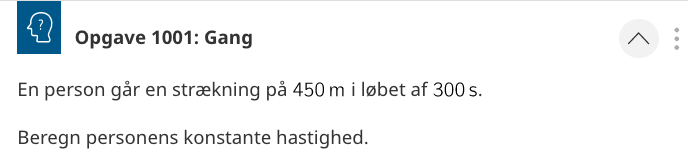 Opgave 1001: Gang
En person går en strækning på 450 m i løbet af 300 s.
Beregn personens konstante hastighed.